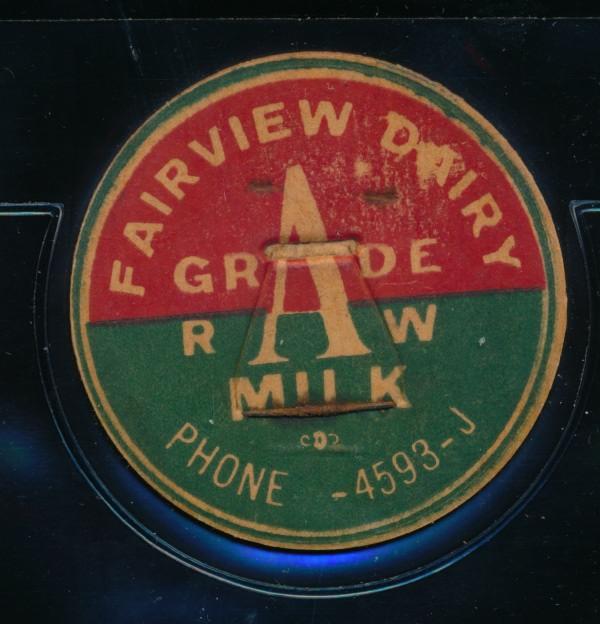 FAIRVIEW DAIRY
GRADE
RAW
MILK
PHONE -4593-J